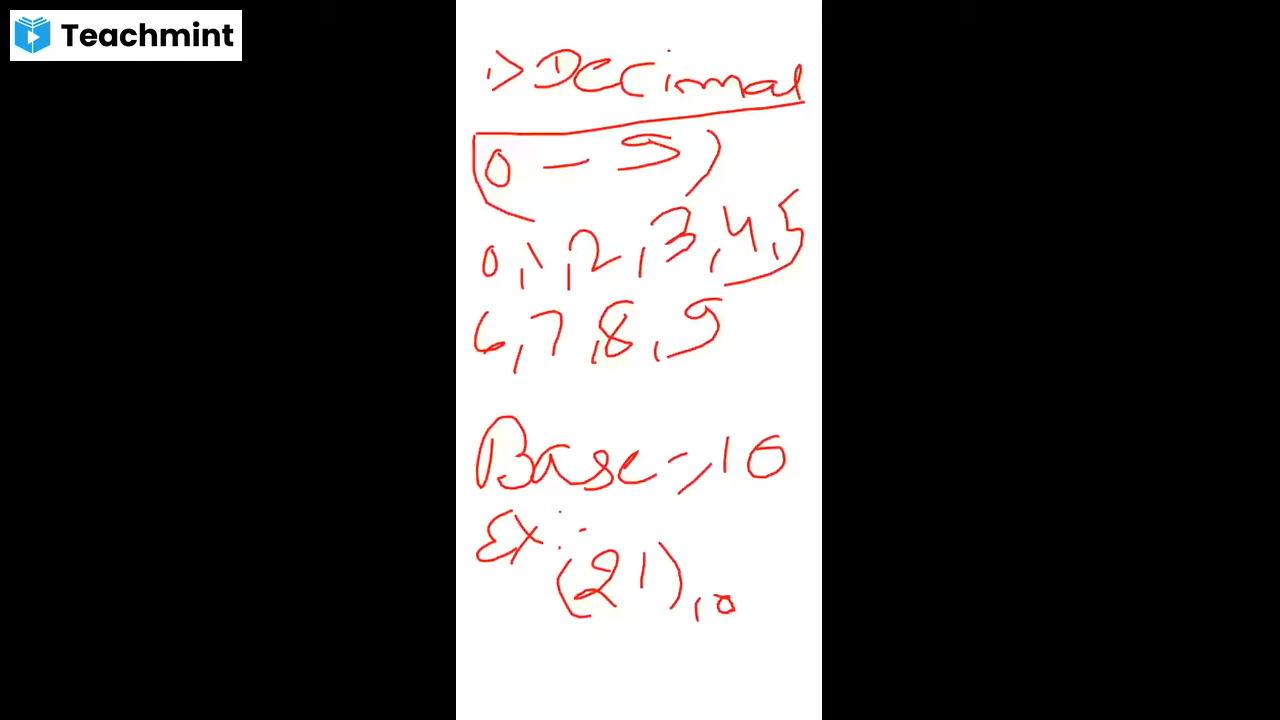 Teachmint
1) Decimal
(0 - 9)
0, 1, 2, 3, 4, 5
6, 7, 8, 9
Base = 10
Ex :-
(21)10